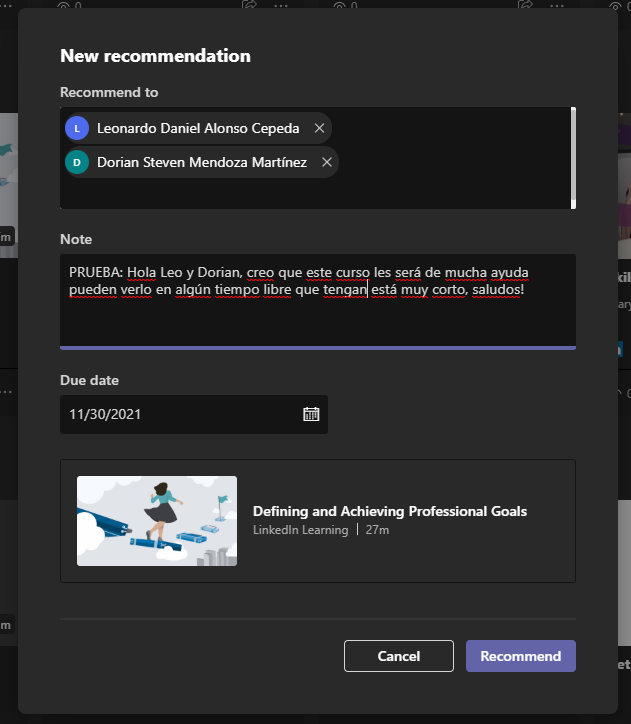 0
0
New recommendation
Recommend to
L Leonardo Daniel Alonso Cepeda
D Dorian Steven Mendoza Martínez
m
Note
PRUEBA: Hola Leo y Dorian, creo que este curso les será de mucha ayuda
pueden verlo en algún tiempo libre que tengan está muy corto, saludos!
Due date
11/30/2021
Defining and Achieving Professional Goals
LinkedIn Learning | 27m
m
Cancel
Recommend